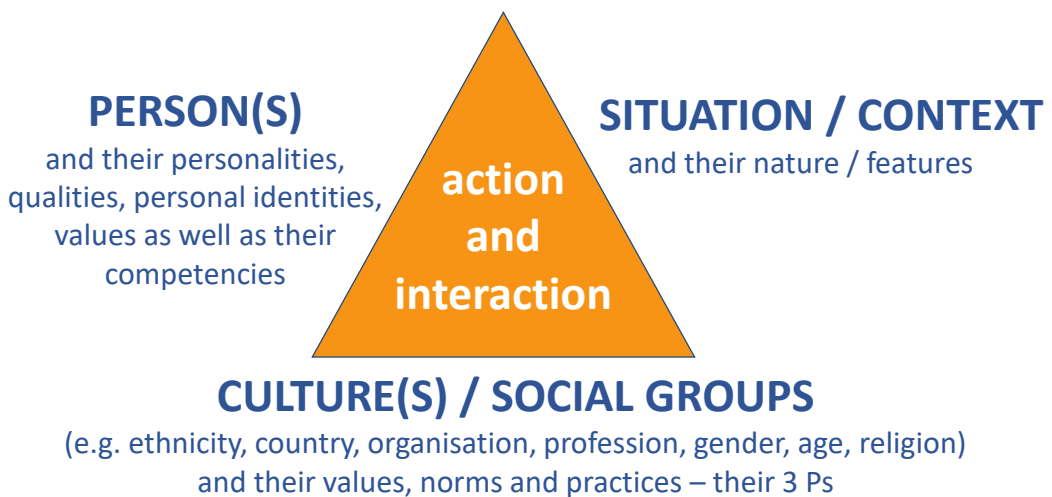 PERSON(S)
and their personalities,
qualities, personal identities,
values as well as their
competencies
SITUATION / CONTEXT
and their nature / features
action
and
interaction
CULTURE(S) / SOCIAL GROUPS
(e.g. ethnicity, country, organisation, profession, gender, age, religion)
and their values, norms and practices – their 3 Ps